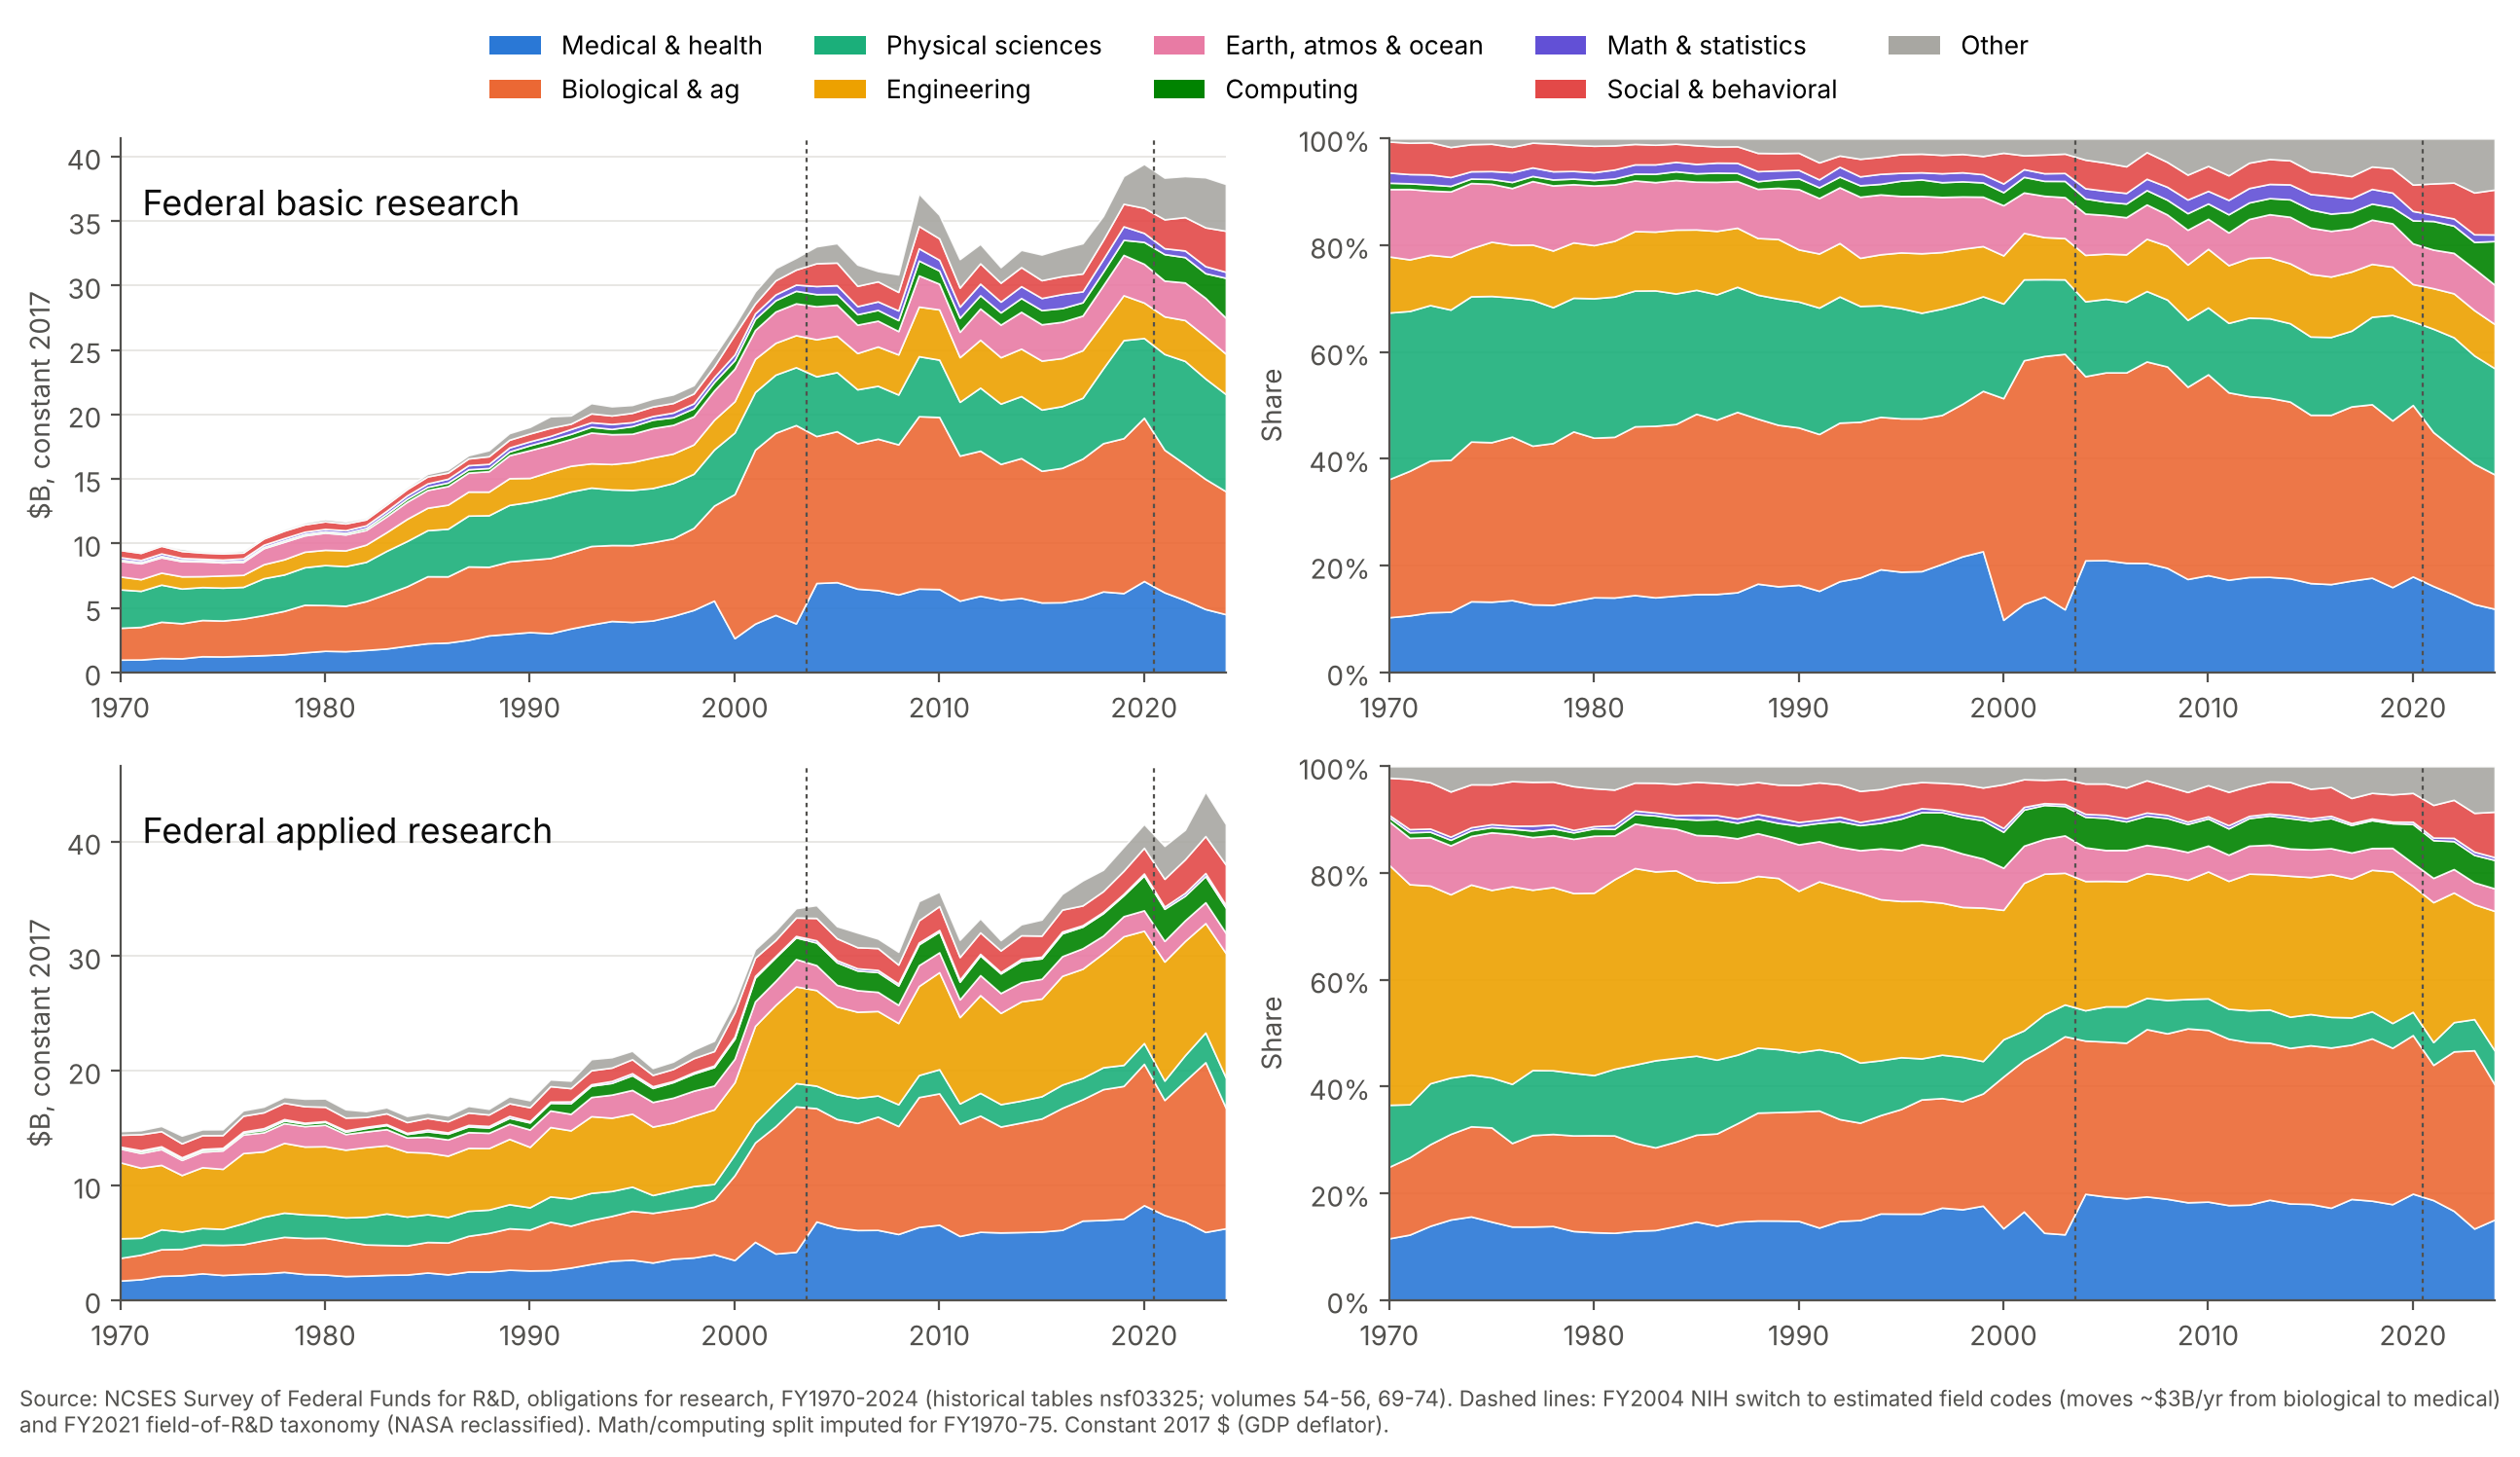 Medical & health
Physical sciences
Earth, atmos & ocean
Math & statistics
Other
Biological & ag
Engineering
Computing
Social & behavioral
Federal basic research
$B, constant 2017
40
35
30
25
20
15
10
5
0
1970
1980
1990
2000
2010
2020
Share
100%
80%
60%
40%
20%
0%
1970
1980
1990
2000
2010
2020
Federal applied research
$B, constant 2017
40
30
20
10
0
1970
1980
1990
2000
2010
2020
Share
100%
80%
60%
40%
20%
0%
1970
1980
1990
2000
2010
2020
Source: NCSES Survey of Federal Funds for R&D, obligations for research, FY1970-2024 (historical tables nsf03325; volumes 54-56, 69-74). Dashed lines: FY2004 NIH switch to estimated field codes (moves ~$3B/yr from biological to medical)
and FY2021 field-of-R&D taxonomy (NASA reclassified). Math/computing split imputed for FY1970-75. Constant 2017 $ (GDP deflator).